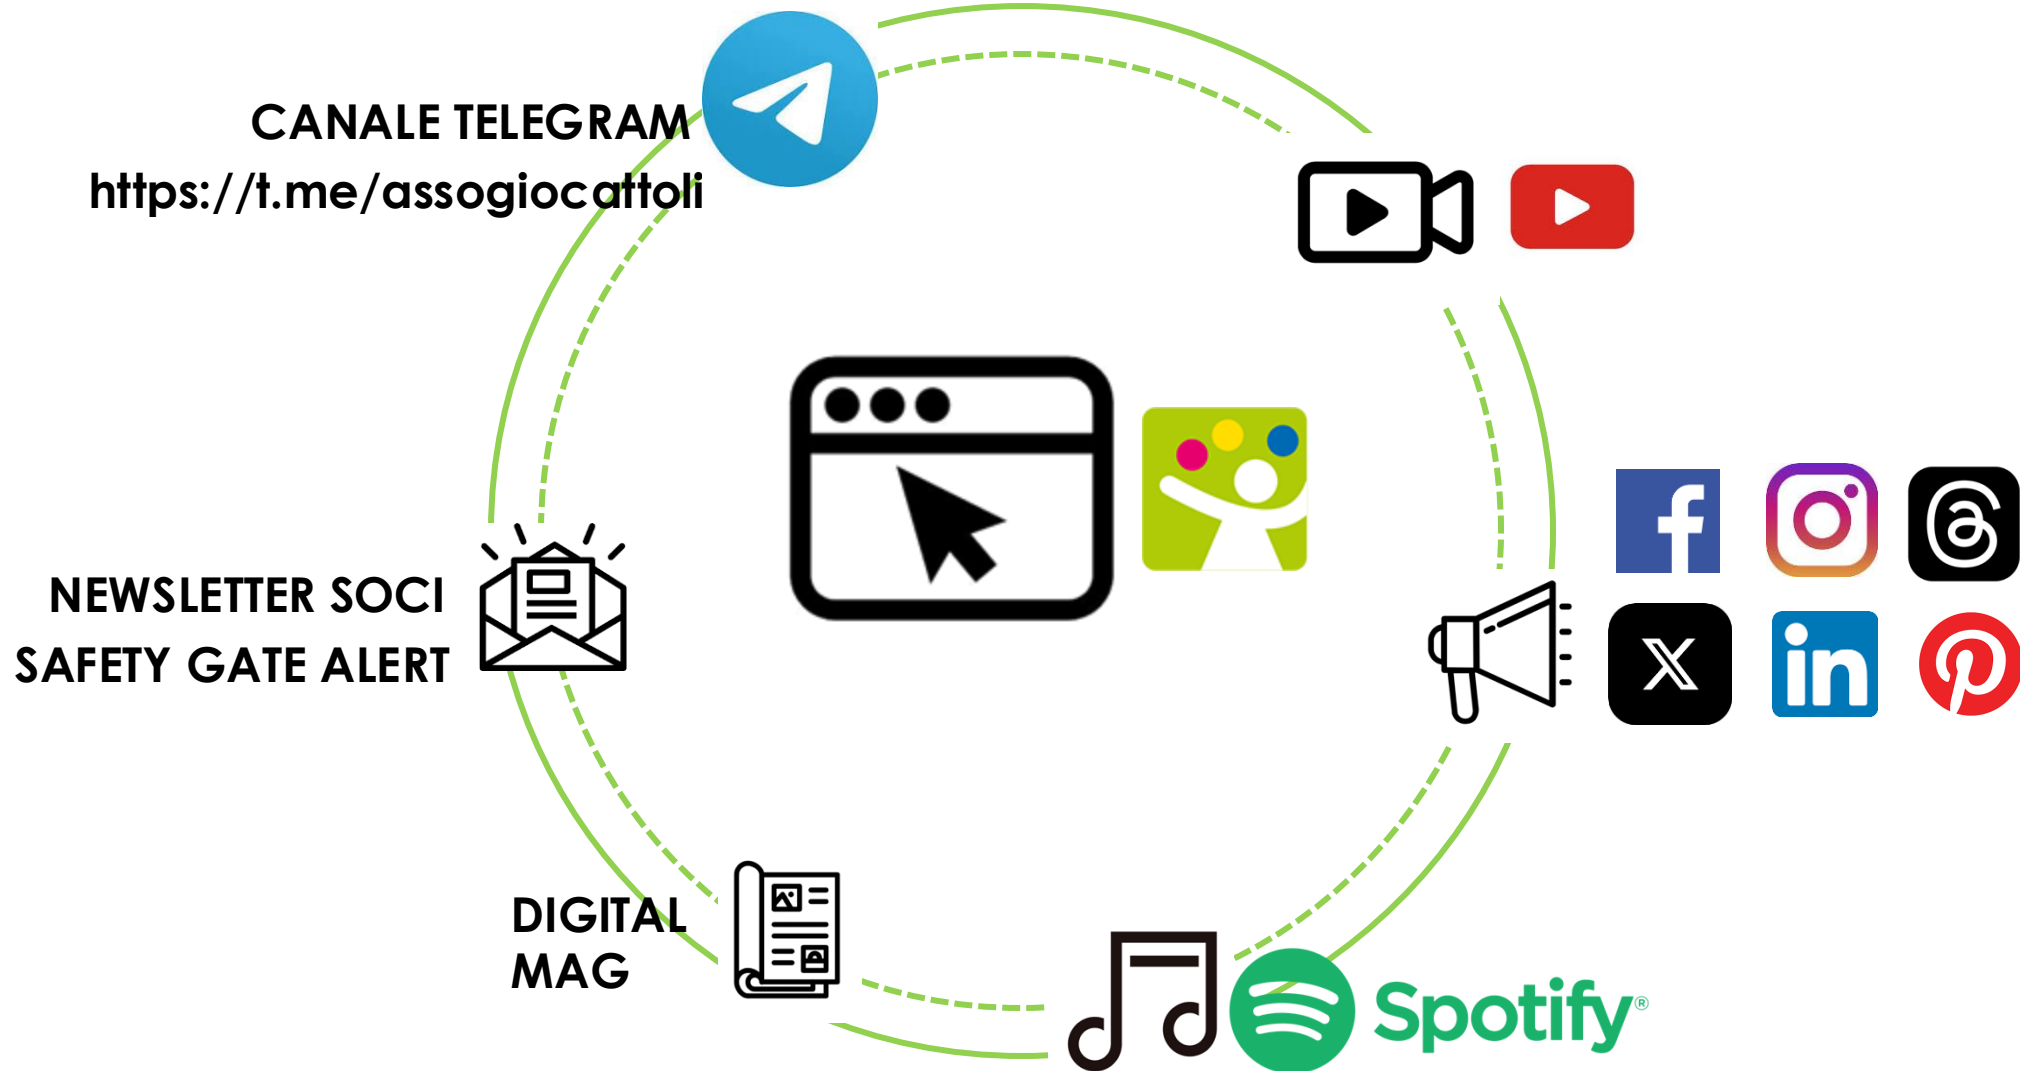 CANALE TELEGRAM
https://t.me/assogiocattoli
NEWSLETTER SOCI
SAFETY GATE ALERT
DIGITAL
MAG
Spotify®